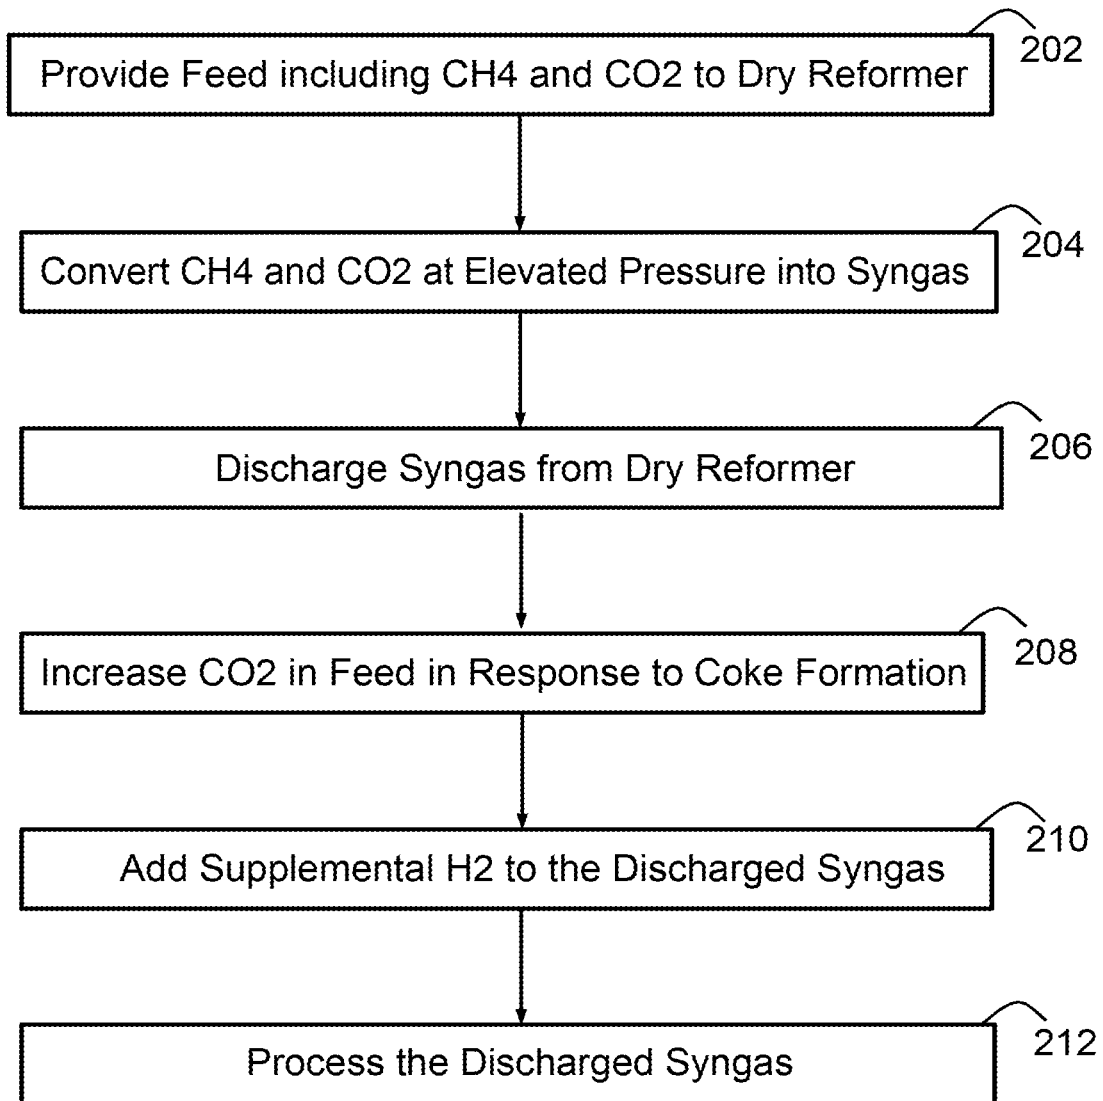 202
Provide Feed including CH4 and CO2 to Dry Reformer
204
Convert CH4 and CO2 at Elevated Pressure into Syngas
206
Discharge Syngas from Dry Reformer
208
Increase CO2 in Feed in Response to Coke Formation
210
Add Supplemental H2 to the Discharged Syngas
212
Process the Discharged Syngas